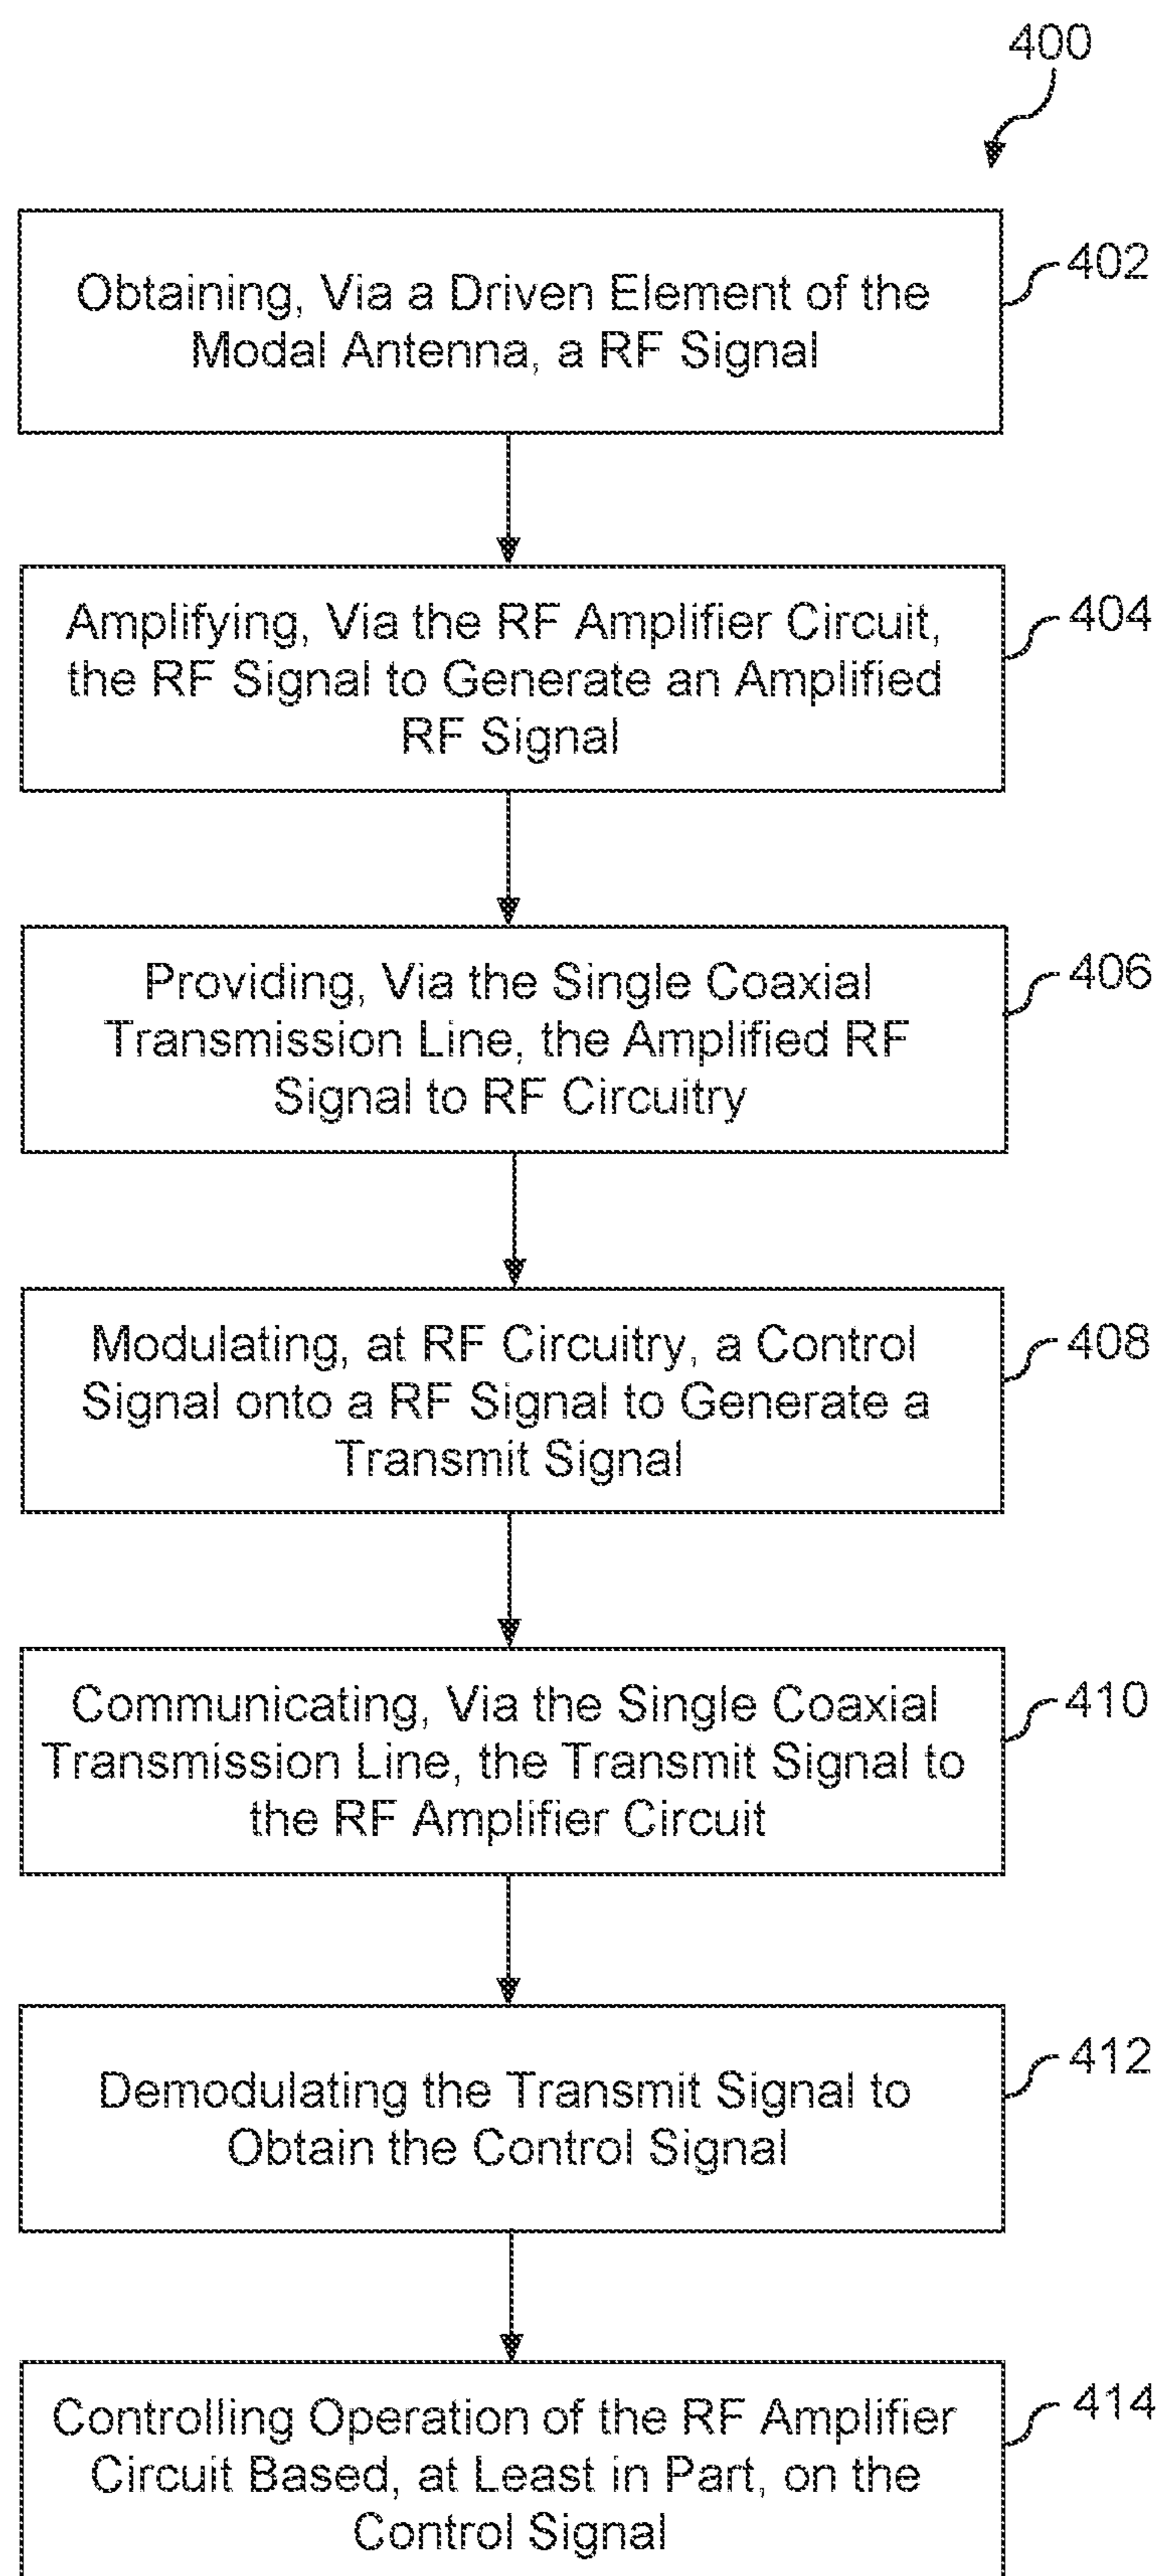 400
Obtaining, Via a Driven Element of the
Modal Antenna, a RF Signal
402
Amplifying, Via the RF Amplifier Circuit,
the RF Signal to Generate an Amplified
RF Signal
404
Providing, Via the Single Coaxial
Transmission Line, the Amplified RF
Signal to RF Circuitry
406
Modulating, at RF Circuitry, a Control
Signal onto a RF Signal to Generate a
Transmit Signal
408
Communicating, Via the Single Coaxial
Transmission Line, the Transmit Signal to
the RF Amplifier Circuit
410
Demodulating the Transmit Signal to
Obtain the Control Signal
412
Controlling Operation of the RF Amplifier
Circuit Based, at Least in Part, on the
Control Signal
414